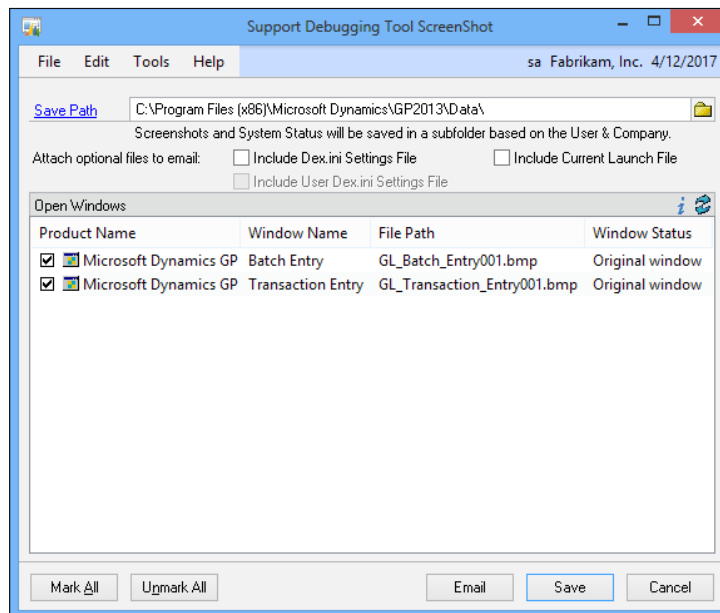 Support Debugging Tool ScreenShot
File Edit Tools Help sa Fabrikam, Inc. 4/12/2017
Save Path C:\Program Files (x86)\Microsoft Dynamics\GP2013\Data\
Screenshots and System Status will be saved in a subfolder based on the User & Company.
Attach optional files to email: Include Dex.ini Settings File Include Current Launch File
Include User Dex.ini Settings File
Open Windows
Product Name Window Name File Path Window Status
Microsoft Dynamics GP Batch Entry GL_Batch_Entry001.bmp Original window
Microsoft Dynamics GP Transaction Entry GL_Transaction_Entry001.bmp Original window
Mark All Unmark All Email Save Cancel